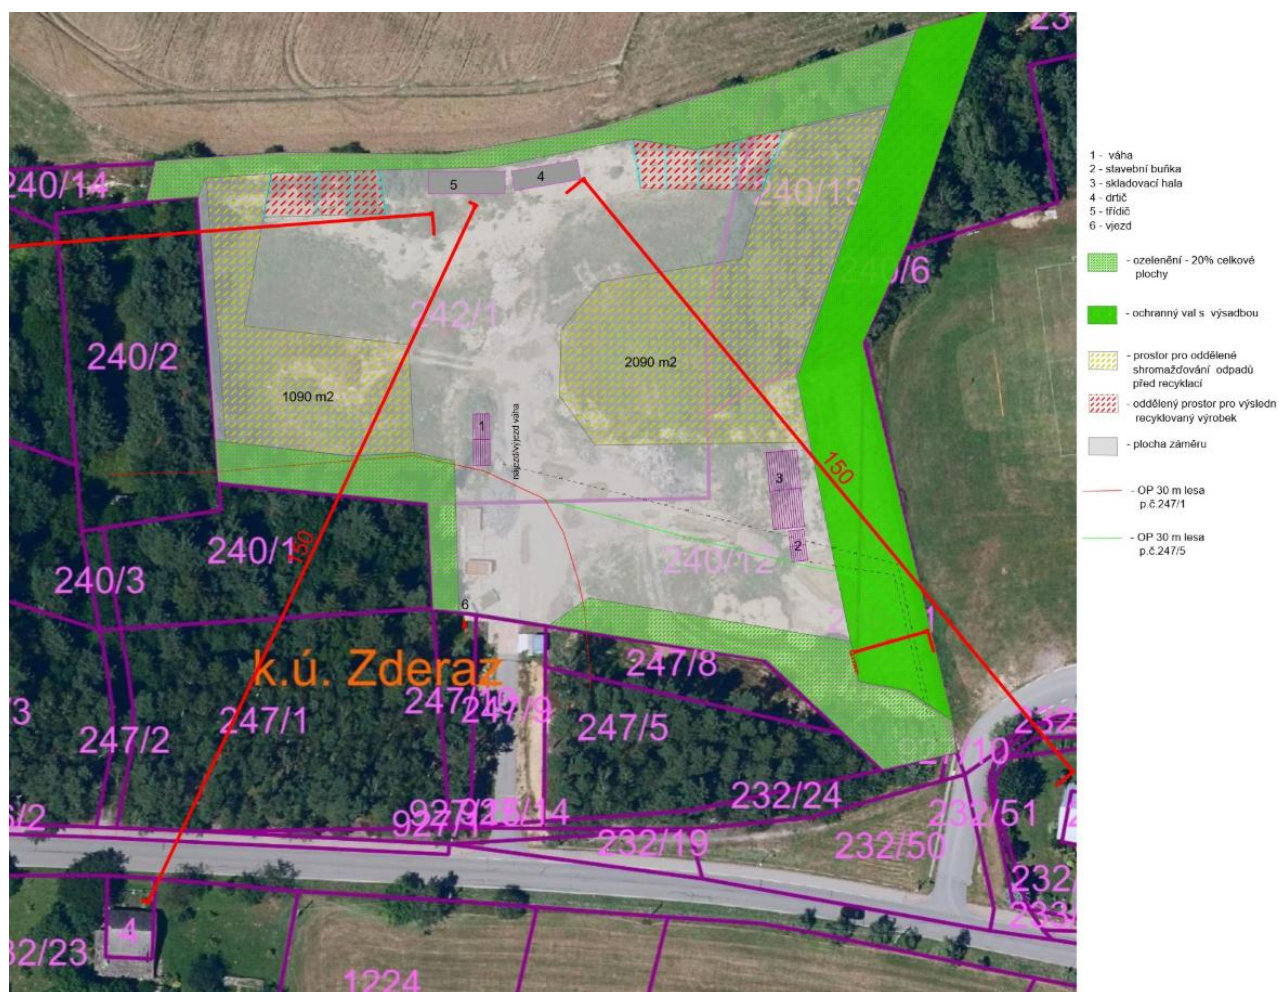 23
240/14
240/13
240/6
242/1
240/2
5
4
1090 m2
2090 m2
1
nájezd/výjezd váha
3
2
150
150
240/1
240/3
240/12
6
1
k.ú. Zderaz
247/8
247/9
247/5
247/1
247/2
232/24
232/51
232/19
232/50
4
1224
1 - váha
2 - stavební buňka
3 - skladovací hala
4 - drtič
5 - třídič
6 - vjezd
- ozelenění - 20% celkové
plochy
- ochranný val s výsadbou
- prostor pro oddělené
shromažďování odpadů
před recyklací
- oddělený prostor pro výsledn
recyklovaný výrobek
- plocha záměru
- OP 30 m lesa
p.č.247/1
- OP 30 m lesa
p.č.247/5